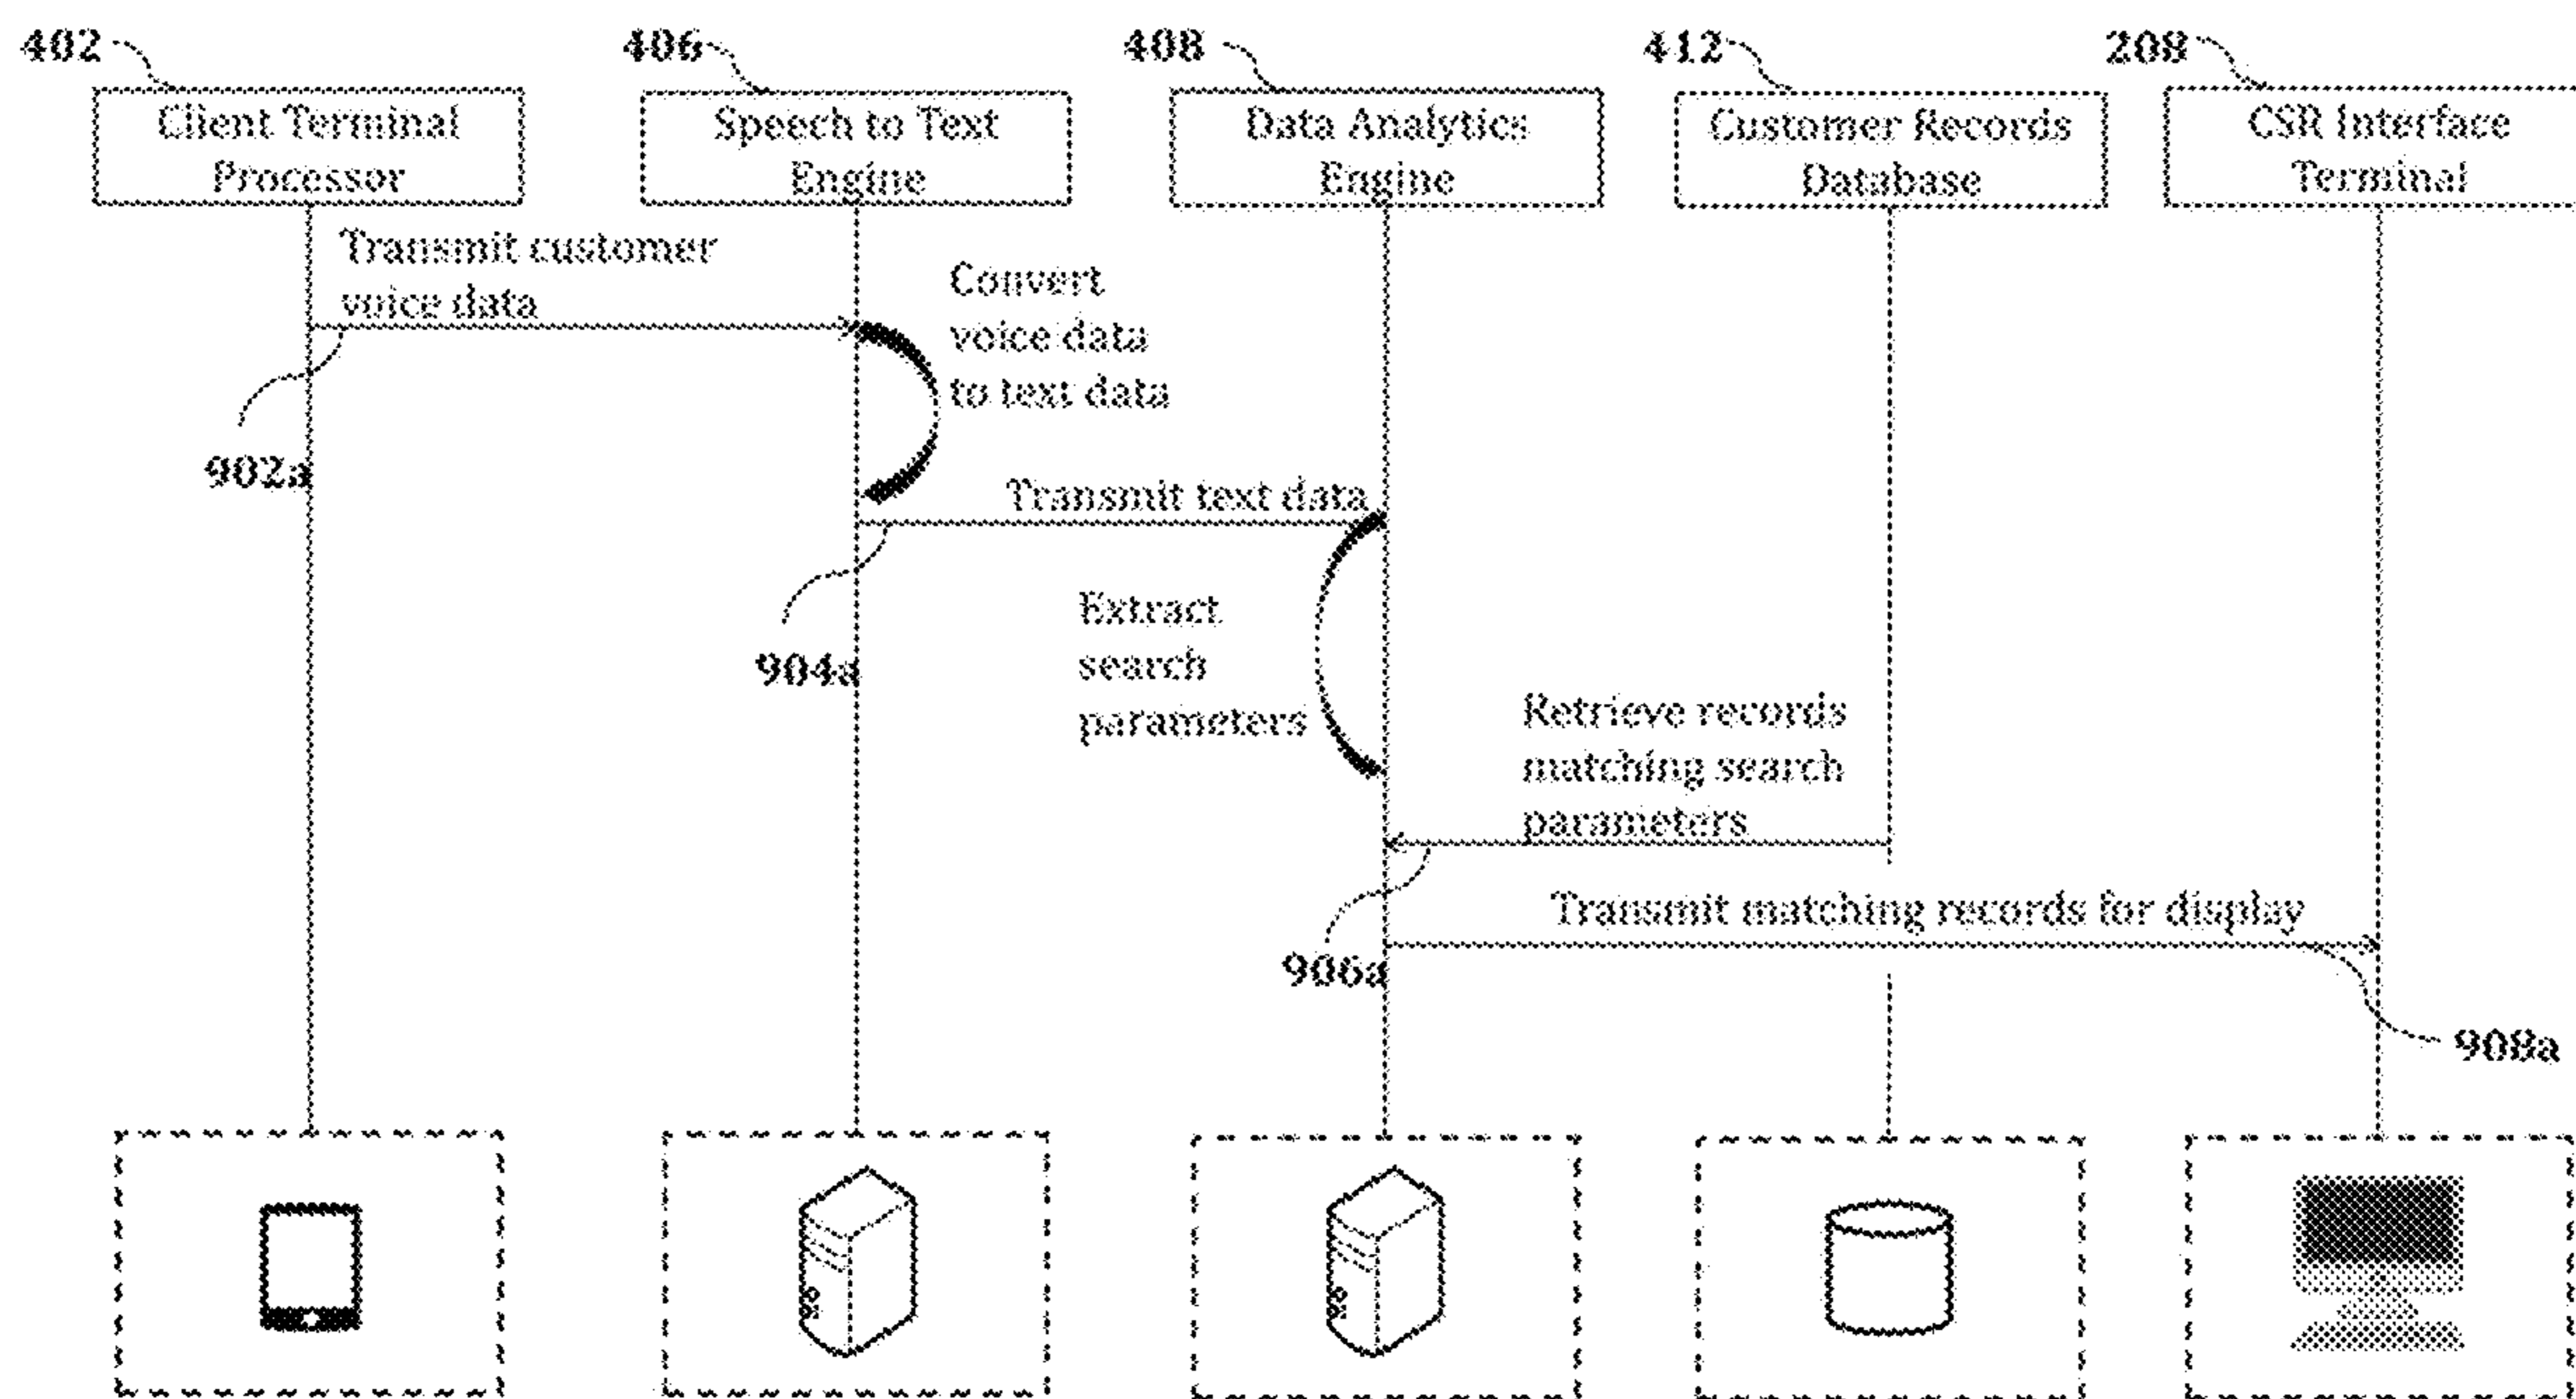 402
406
408
412
208
Client Terminal
Processor
Speech to Text
Engine
Data Analytics
Engine
Customer Records
Database
CSR Interface
Terminal
Transmit customer
voice data
Convert
voice data
to text data
902a
Transmit text data
904a
Extract
search
parameters
Retrieve records
matching search
parameters
906a
Transmit matching records for display
908a